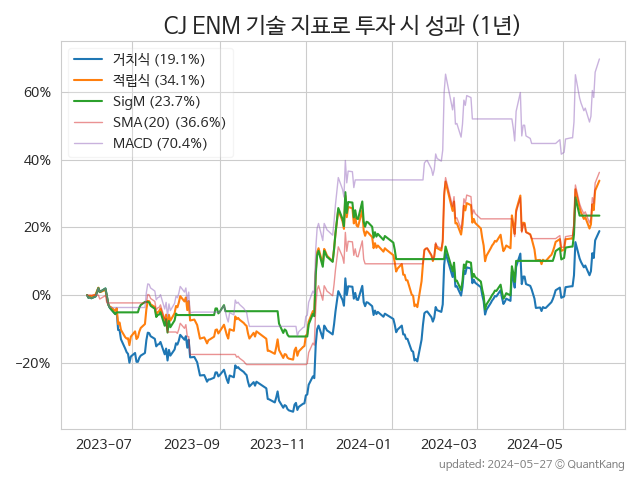 CJ ENM 기술 지표로 투자 시 성과 (1년)
거치식 (19.1%)
적립식 (34.1%)
SigM (23.7%)
SMA(20) (36.6%)
MACD (70.4%)
60%
40%
20%
0%
−20%
2023-07 2023-09 2023-11 2024-01 2024-03 2024-05
updated: 2024-05-27 © QuantKang